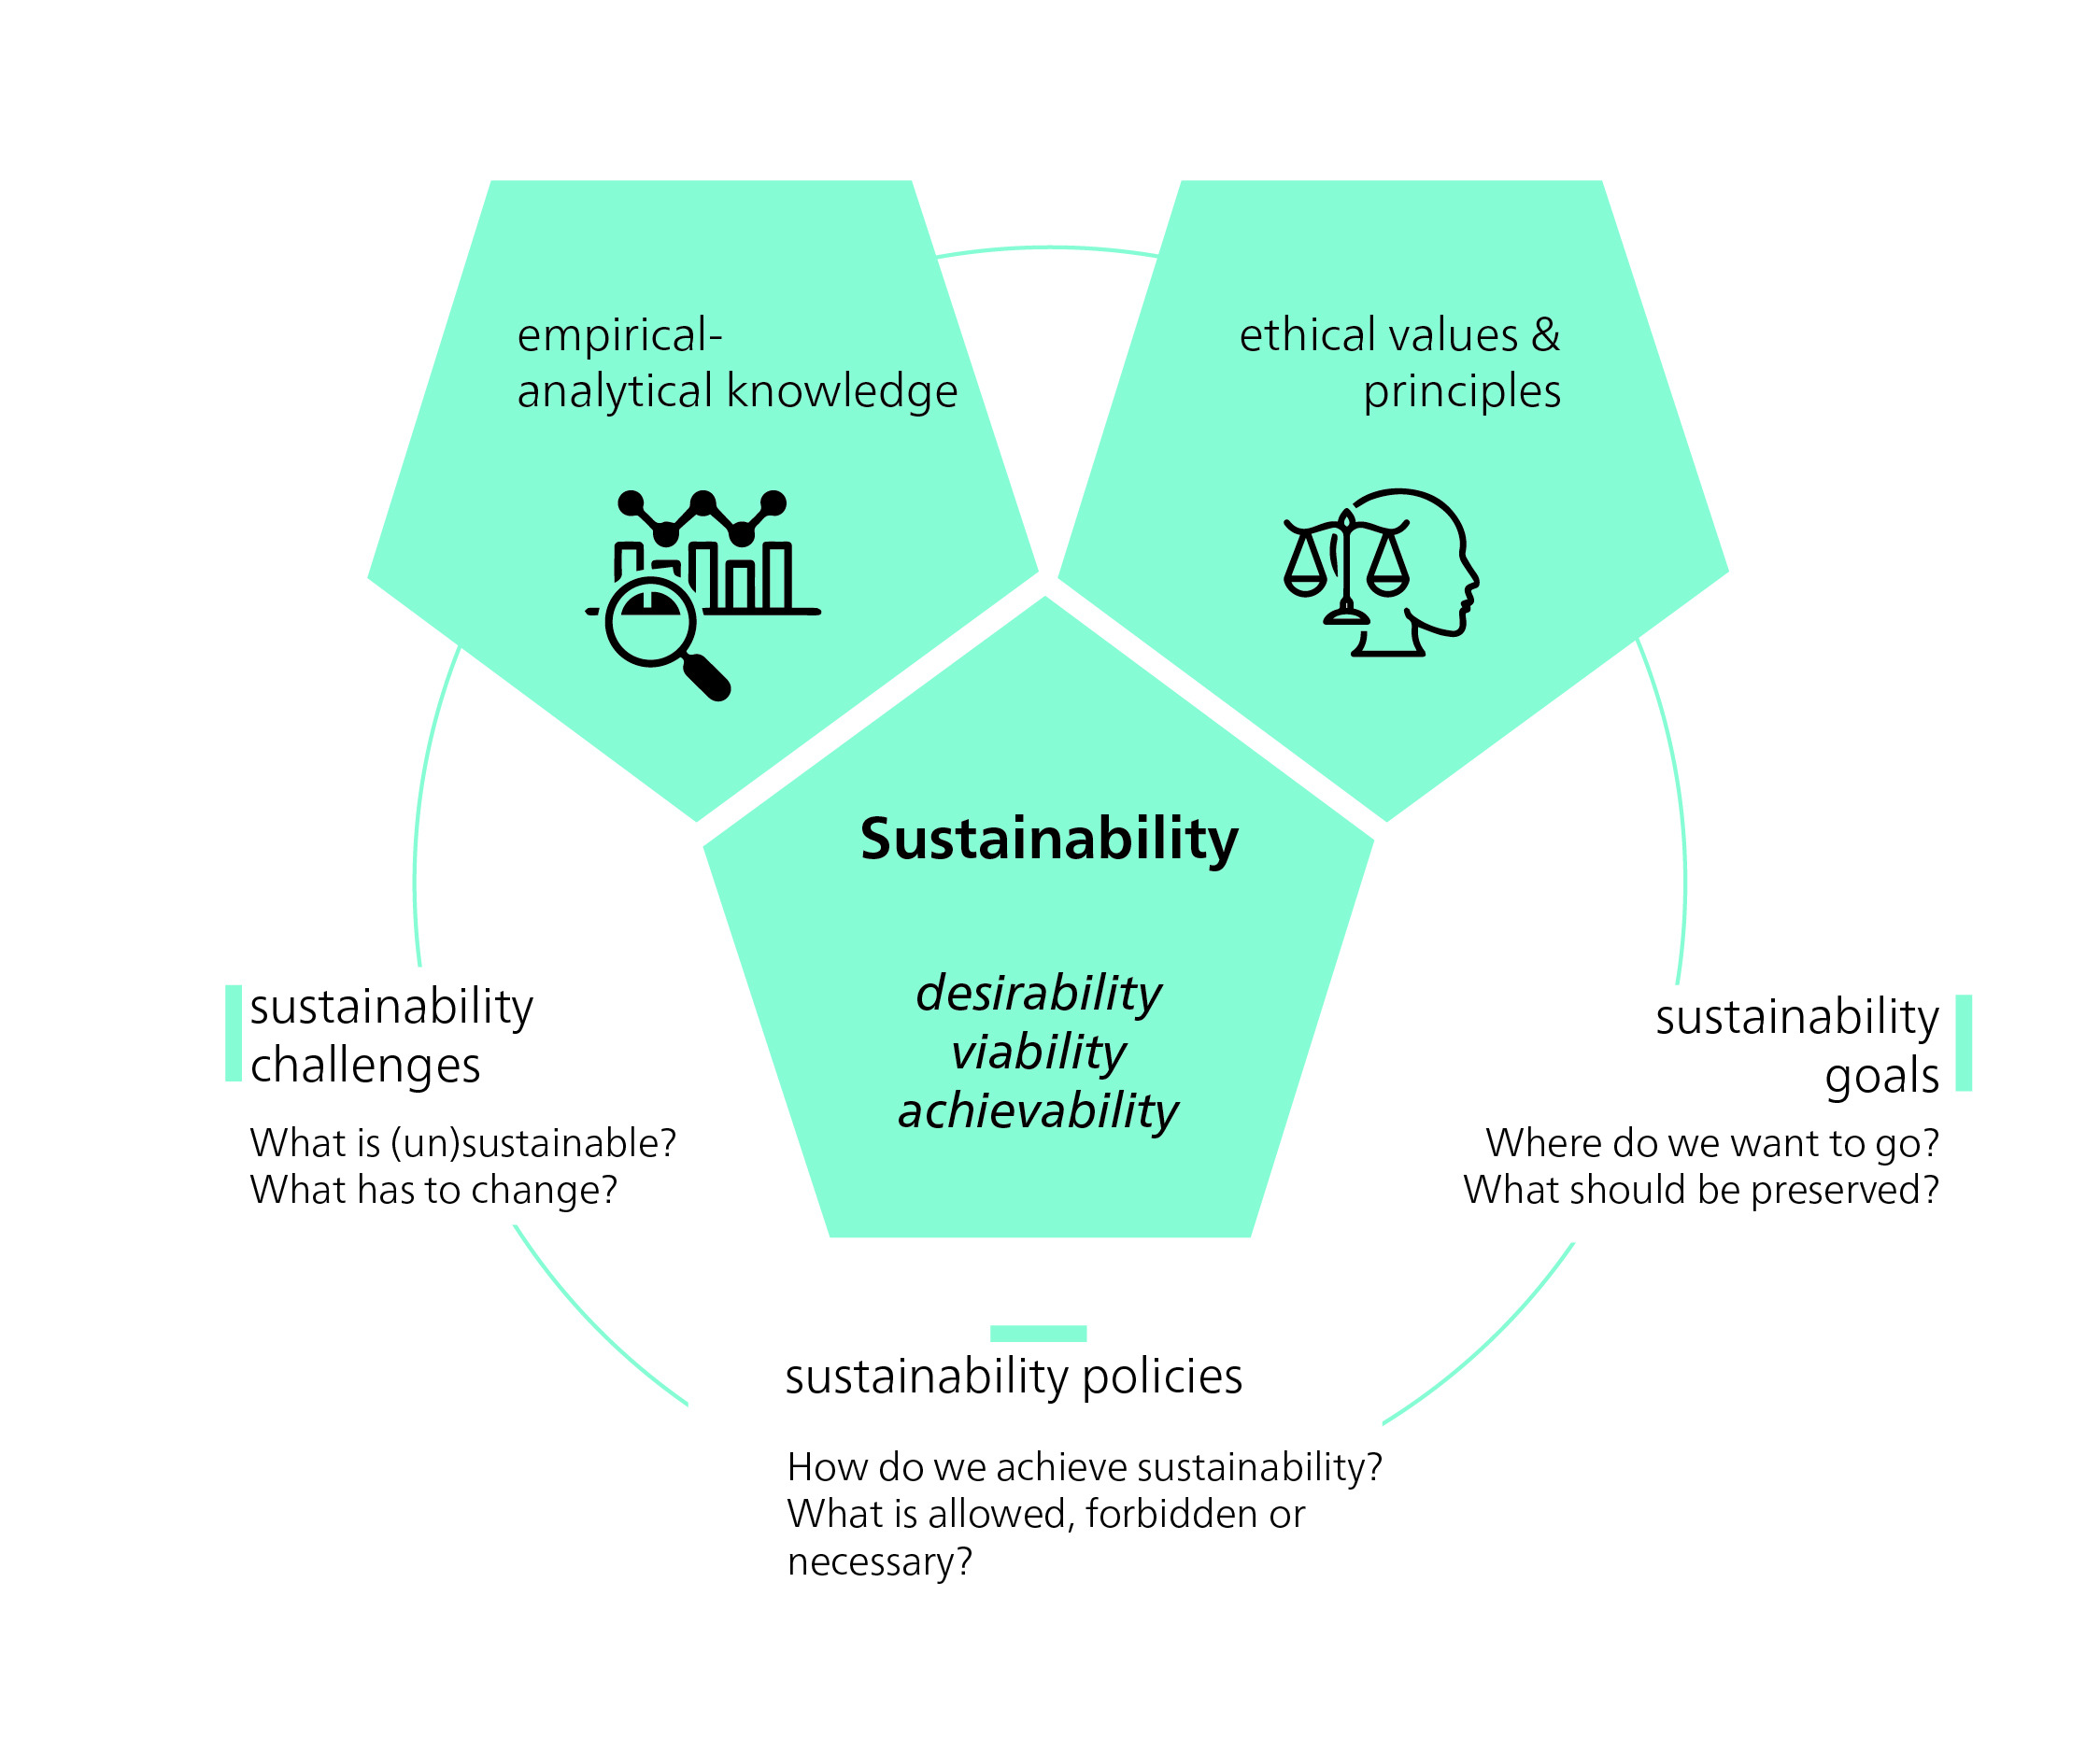 empirical-
analytical knowledge
ethical values &
principles
Sustainability
desirability
viability
achievability
sustainability
challenges
What is (un)sustainable?
What has to change?
sustainability
goals
Where do we want to go?
What should be preserved?
sustainability policies
How do we achieve sustainability?
What is allowed, forbidden or
necessary?